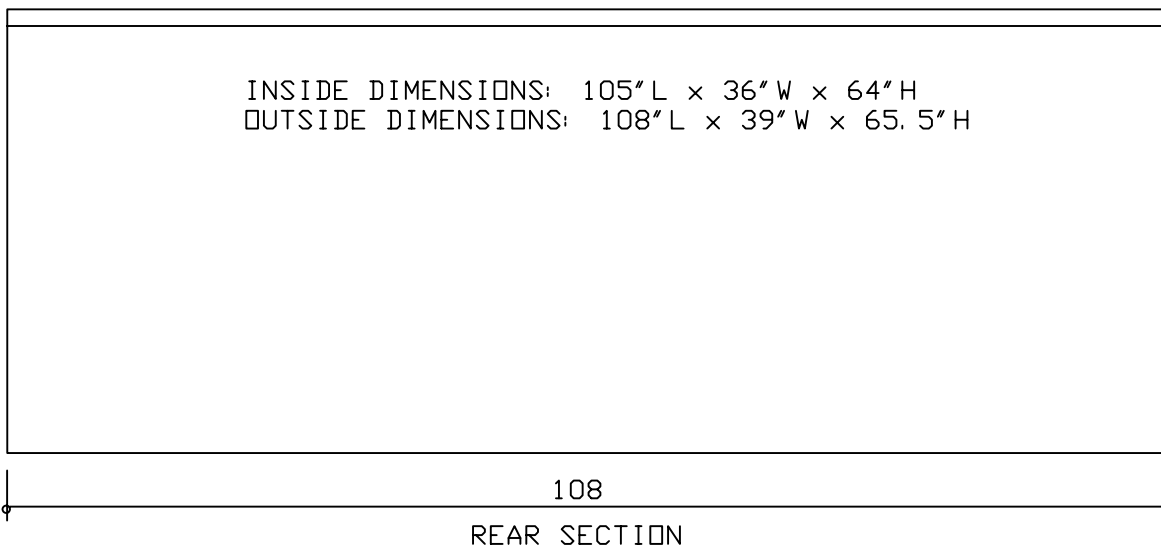 INSIDE DIMENSIONS: 105" L x 36" W x 64" H
OUTSIDE DIMENSIONS: 108" L x 39" W x 65.5" H
108
REAR SECTION